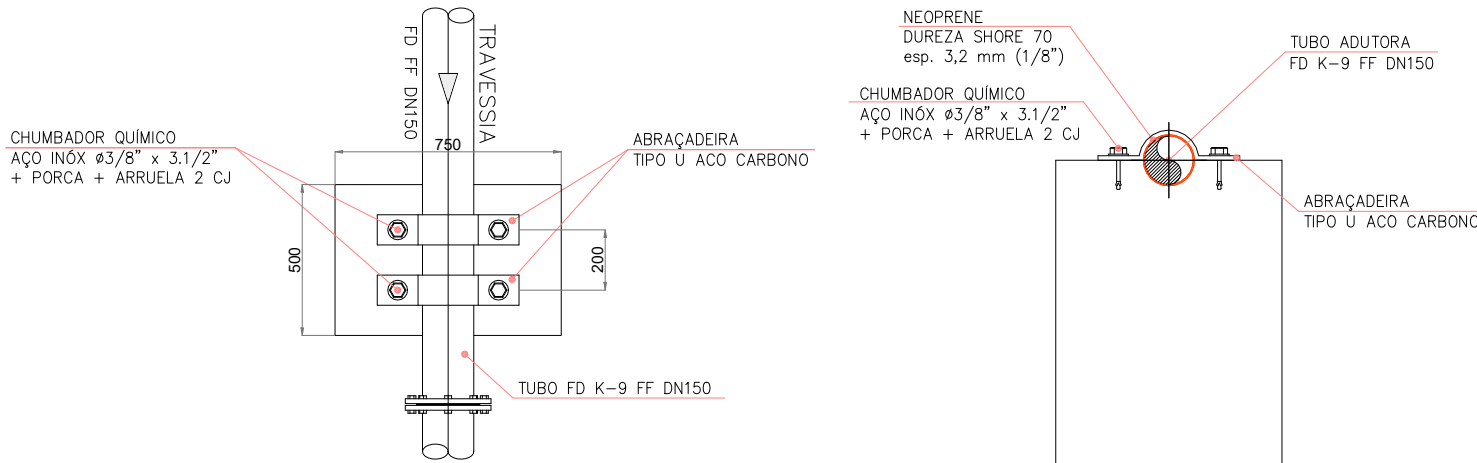 TRAVESSIA
FD FF DN150
750
CHUMBADOR QUÍMICO
AÇO INÓX ø3/8" x 3.1/2"
+ PORCA + ARRUELA 2 CJ
ABRAÇADEIRA
TIPO U ACO CARBONO
500
200
TUBO FD K-9 FF DN150
NEOPRENE
DUREZA SHORE 70
esp. 3,2 mm (1/8")
TUBO ADUTORA
FD K-9 FF DN150
CHUMBADOR QUÍMICO
AÇO INÓX ø3/8" x 3.1/2"
+ PORCA + ARRUELA 2 CJ
ABRAÇADEIRA
TIPO U ACO CARBONO